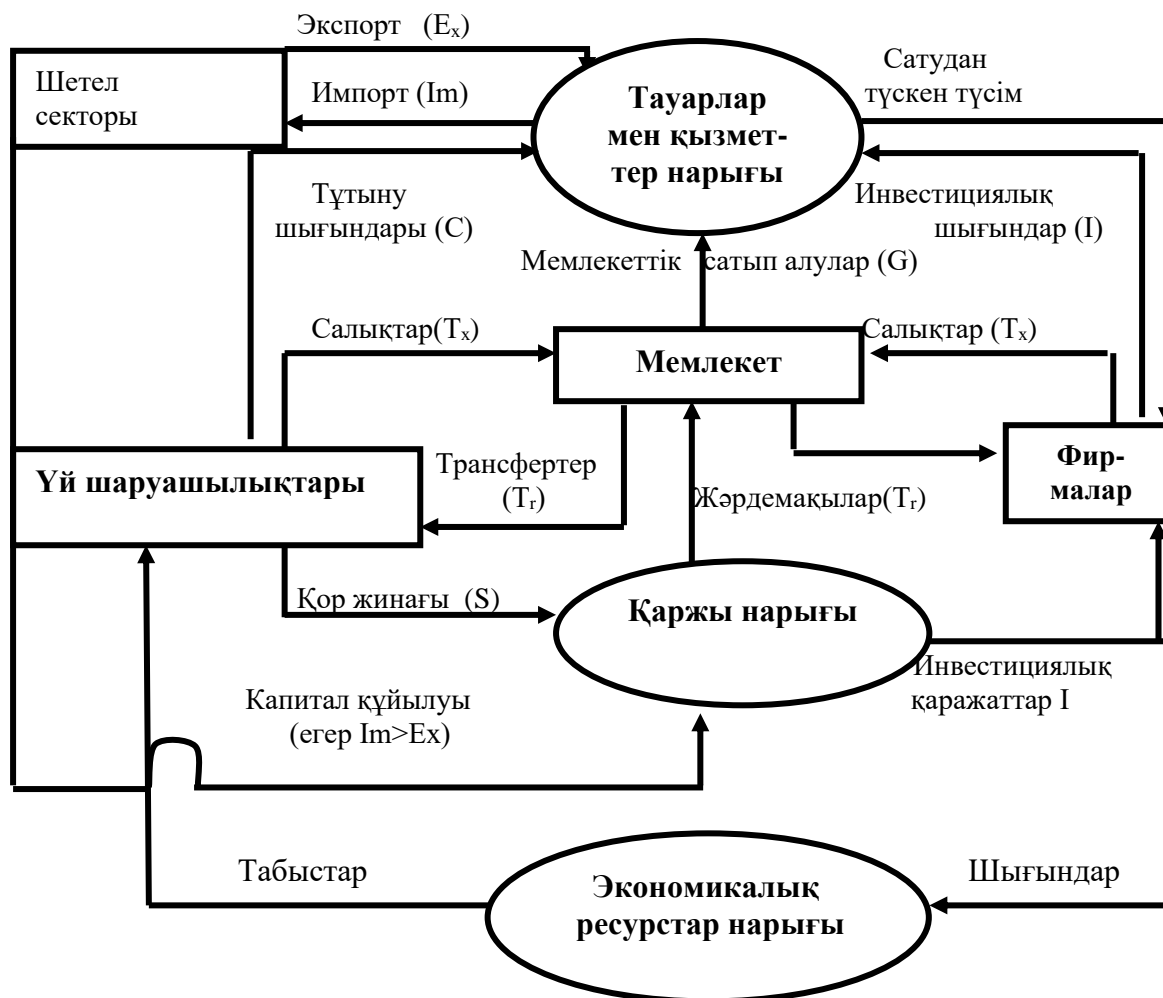 Экспорт (Eₓ)
Шетел
секторы
Импорт (Im)
Тауарлар
мен қызмет-
тер нарығы
Сатудан
түскен түсім
Тұтыну
шығындары (C)
Инвестициялық
шығындар (I)
Мемлекеттік сатып алулар (G)
Салықтар(Tₓ)
Мемлекет
Салықтар (Tₓ)
Үй шаруашылықтары
Трансфертер
(Tᵣ)
Жәрдемақылар(Tᵣ)
Фир-
малар
Қор жинағы (S)
Қаржы нарығы
Инвестициялық
қаражаттар I
Капитал құйылуы
(егер Im>Ex)
Табыстар
Экономикалық
ресурстар нарығы
Шығындар